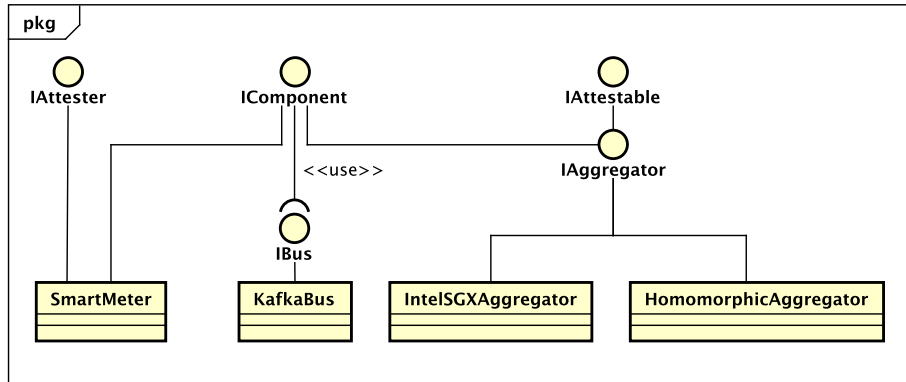 pkg
IAttester
IComponent
IAttestable
<<use>>
IAggregator
IBus
SmartMeter
KafkaBus
IntelSGXAggregator
HomomorphicAggregator